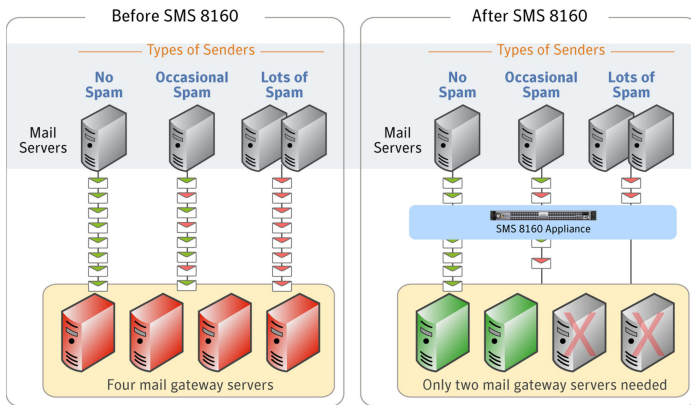 Before SMS 8160
Types of Senders
No
Spam
Occasional
Spam
Lots of
Spam
Mail
Servers
Four mail gateway servers
After SMS 8160
Types of Senders
No
Spam
Occasional
Spam
Lots of
Spam
Mail
Servers
SMS 8160 Appliance
Only two mail gateway servers needed